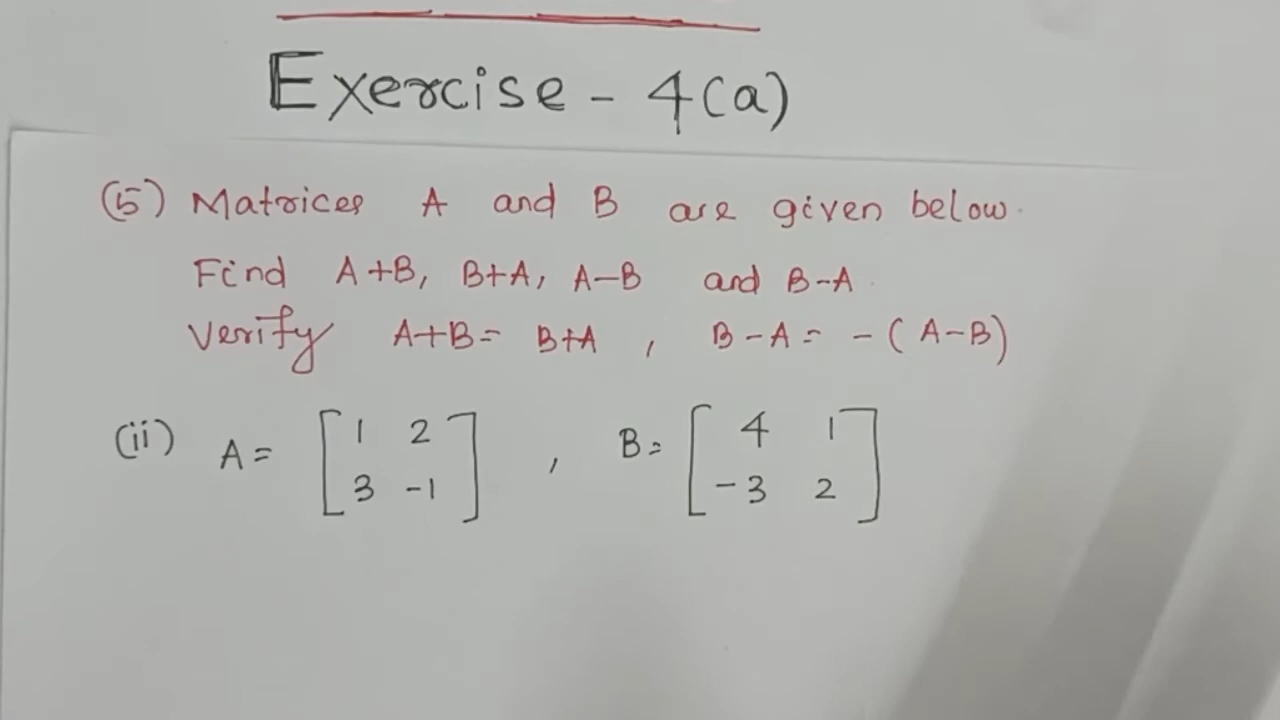 Exercise - 4(a)
(5) Matrices A and B are given below.
Find A+B, B+A, A-B and B-A.
Verify A+B = B+A , B-A = -(A-B)
(ii) A = [ 1 2 ] , B = [ 4 1 ]
[ 3 -1 ] [ -3 2 ]